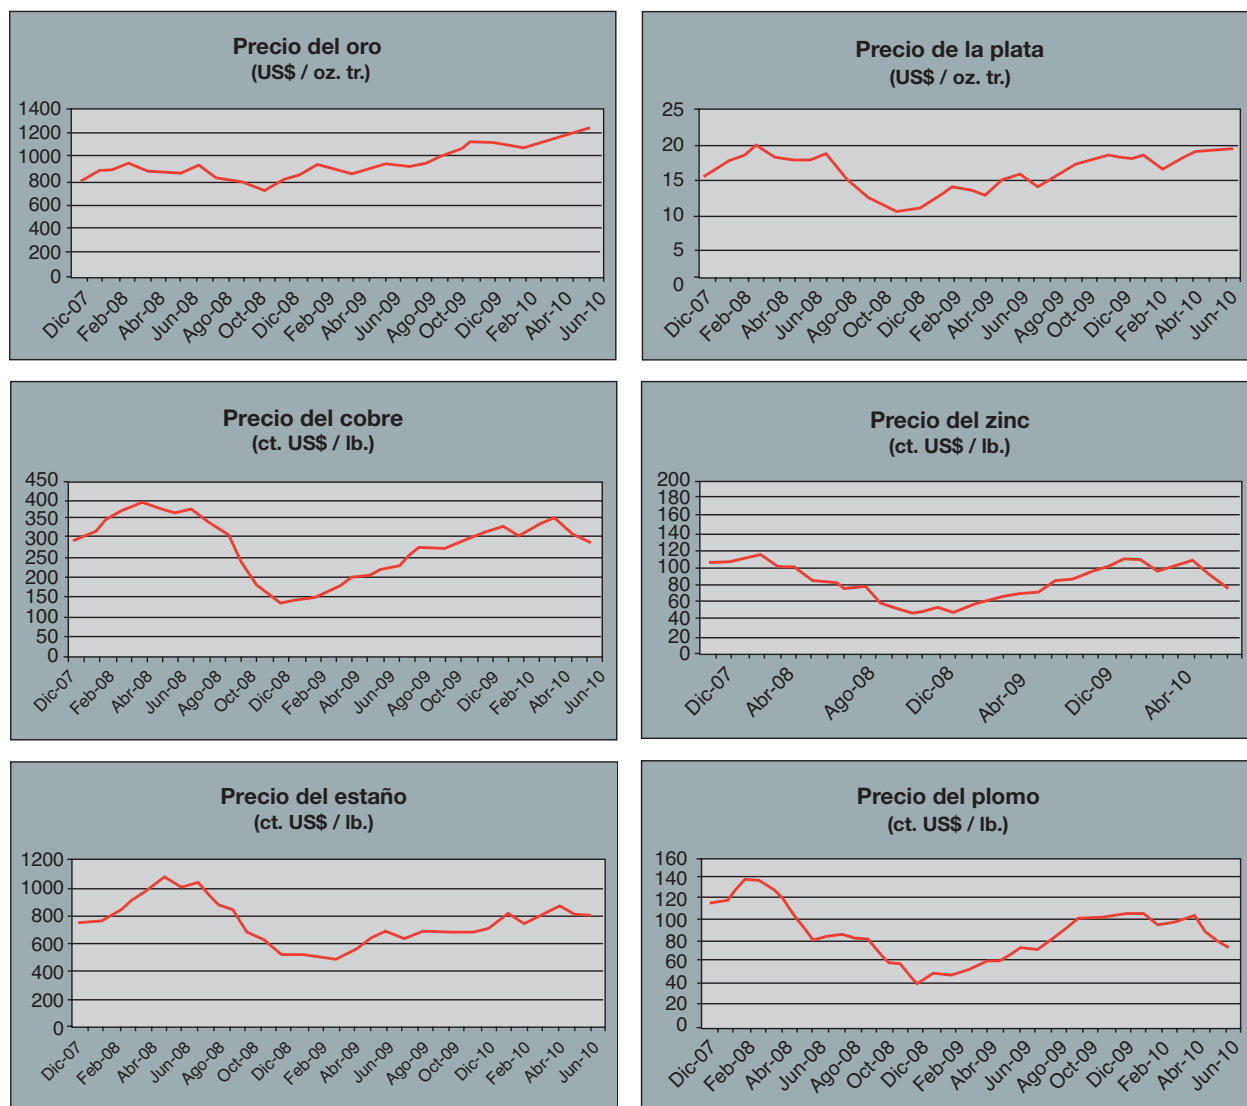 Precio del oro
(US$ / oz. tr.)
1400
1200
1000
800
600
400
200
0
Dic-07
Feb-08
Abr-08
Jun-08
Ago-08
Oct-08
Dic-08
Feb-09
Abr-09
Jun-09
Ago-09
Oct-09
Dic-09
Feb-10
Abr-10
Jun-10
Precio de la plata
(US$ / oz. tr.)
25
20
15
10
5
0
Dic-07
Feb-08
Abr-08
Jun-08
Ago-08
Oct-08
Dic-08
Feb-09
Abr-09
Jun-09
Ago-09
Oct-09
Dic-09
Feb-10
Abr-10
Jun-10
Precio del cobre
(ct. US$ / lb.)
450
400
350
300
250
200
150
100
50
0
Dic-07
Feb-08
Abr-08
Jun-08
Ago-08
Oct-08
Dic-08
Feb-09
Abr-09
Jun-09
Ago-09
Oct-09
Dic-09
Feb-10
Abr-10
Jun-10
Precio del zinc
(ct. US$ / lb.)
200
180
160
140
120
100
80
60
40
20
0
Dic-07
Abr-08
Ago-08
Dic-08
Abr-09
Dic-09
Abr-10
Precio del estaño
(ct. US$ / lb.)
1200
1000
800
600
400
200
0
Dic-07
Feb-08
Abr-08
Jun-08
Ago-08
Oct-08
Dic-08
Feb-09
Abr-09
Jun-09
Ago-09
Oct-09
Dic-10
Feb-10
Abr-10
Jun-10
Precio del plomo
(ct. US$ / lb.)
160
140
120
100
80
60
40
20
0
Dic-07
Feb-08
Abr-08
Jun-08
Ago-08
Oct-08
Dic-08
Feb-09
Abr-09
Jun-09
Ago-09
Oct-09
Dic-09
Feb-10
Abr-10
Jun-10